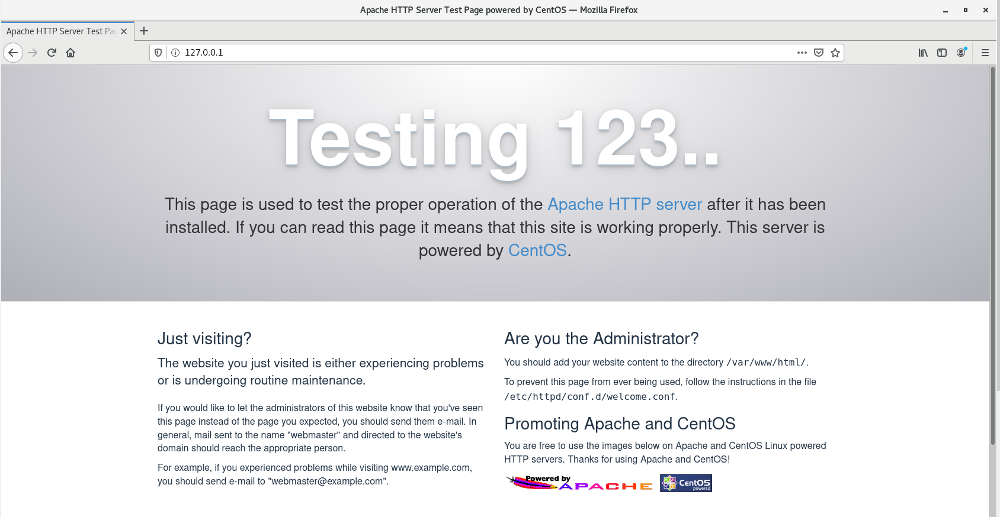 Apache HTTP Server Test Page powered by CentOS — Mozilla Firefox
Apache HTTP Server Test Pa
127.0.0.1
Testing 123..
This page is used to test the proper operation of the Apache HTTP server after it has been
installed. If you can read this page it means that this site is working properly. This server is
powered by CentOS.
Just visiting?
The website you just visited is either experiencing problems
or is undergoing routine maintenance.
If you would like to let the administrators of this website know that you've seen
this page instead of the page you expected, you should send them e-mail. In
general, mail sent to the name "webmaster" and directed to the website's
domain should reach the appropriate person.
For example, if you experienced problems while visiting www.example.com,
you should send e-mail to "webmaster@example.com".
Are you the Administrator?
You should add your website content to the directory /var/www/html/.
To prevent this page from ever being used, follow the instructions in the file
/etc/httpd/conf.d/welcome.conf.
Promoting Apache and CentOS
You are free to use the images below on Apache and CentOS Linux powered
HTTP servers. Thanks for using Apache and CentOS!
Powered by
APACHE
CentOS
powered